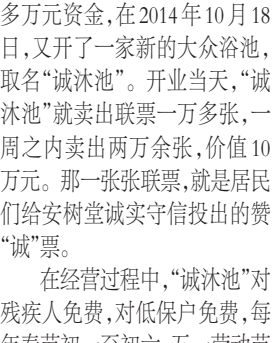 多万元资金,在2014年10月18
日,又开了一家新的大众浴池,
取名“诚沐池”。开业当天,“诚
沐池”就卖出联票一万多张,一
周之内卖出两万余张,价值10
万元。那一张张联票,就是居民
们给安树堂诚实守信投出的赞
“诚”票。
在经营过程中,“诚沐池”对
残疾人免费,对低保户免费,每